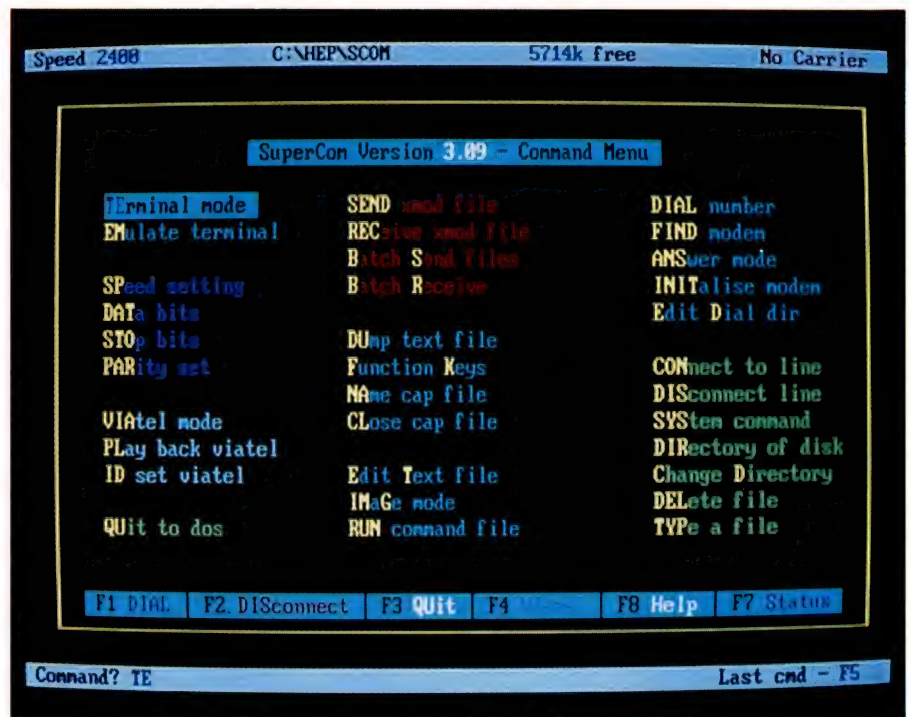 Speed 2400 C:\HEP\SCOM 5714k free No Carrier
SuperCom Version 3.09 - Command Menu
TErminal mode SEND xmod file DIAL number
EMulate terminal RECeive xmod file FIND modem
Batch Send files ANSwer mode
SPeed setting Batch Receive INITalise modem
DATa bits Edit Dial dir
STOp bits DUmp text file
PARity set Function Keys CONnect to line
NAme cap file DISconnect line
VIAtel mode CLose cap file SYStem command
PLay back viatel DIRectory of disk
ID set viatel Edit Text file Change Directory
IMaGe mode DELete file
QUit to dos RUN command file TYPe a file
F1 DIAL F2 DISconnect F3 QUit F4 F8 Help F7 Status
Command? TE Last cmd - F5